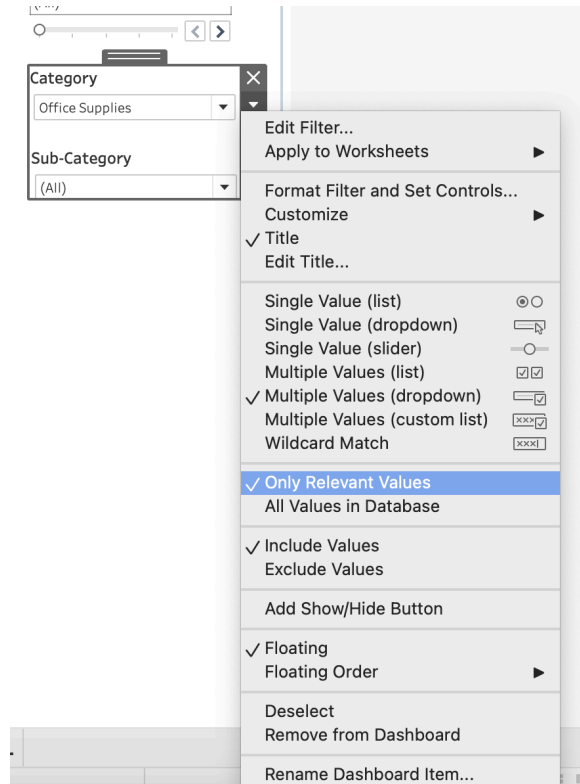 Category
Office Supplies
Sub-Category
(All)
Edit Filter...
Apply to Worksheets
Format Filter and Set Controls...
Customize
Title
Edit Title...
Single Value (list)
Single Value (dropdown)
Single Value (slider)
Multiple Values (list)
Multiple Values (dropdown)
Multiple Values (custom list)
Wildcard Match
Only Relevant Values
All Values in Database
Include Values
Exclude Values
Add Show/Hide Button
Floating
Floating Order
Deselect
Remove from Dashboard
Rename Dashboard Item...